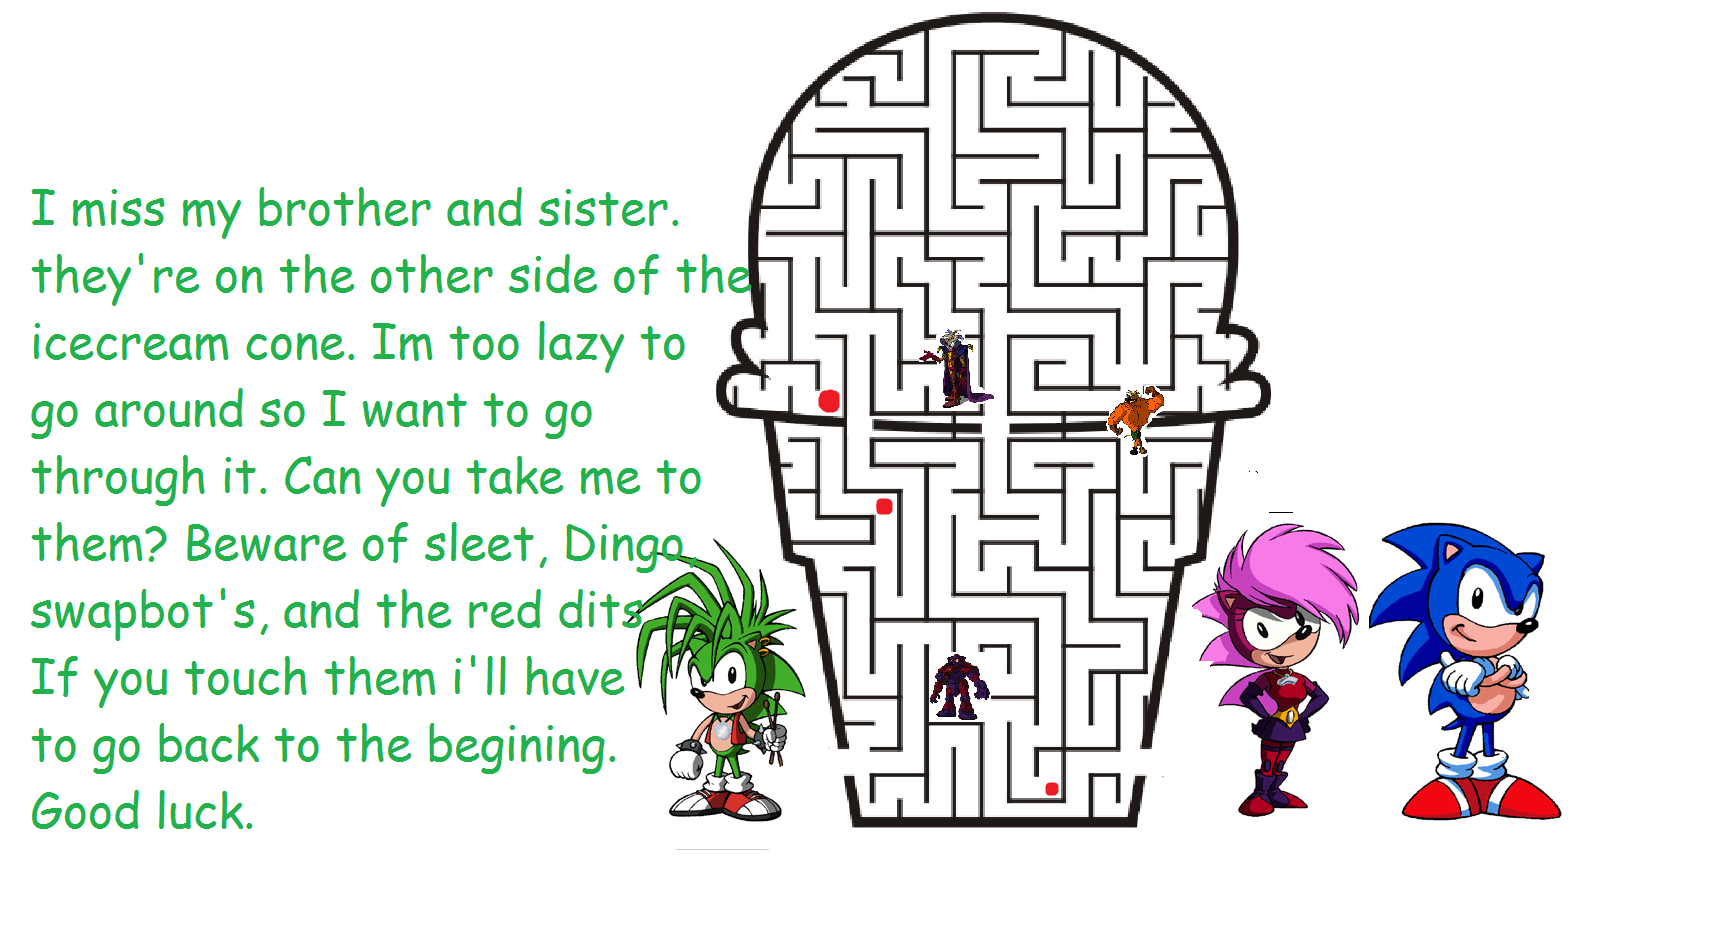 I miss my brother and sister.
they're on the other side of the
icecream cone. Im too lazy to
go around so I want to go
through it. Can you take me to
them? Beware of sleet, Dingo,
swapbot's, and the red dits
If you touch them i'll have
to go back to the begining.
Good luck.